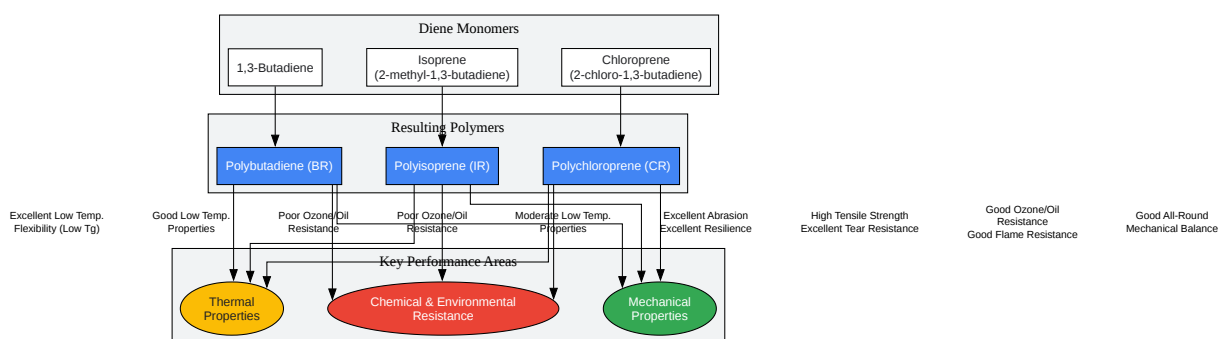 Diene Monomers
1,3-Butadiene
Isoprene
(2-methyl-1,3-butadiene)
Chloroprene
(2-chloro-1,3-butadiene)
Resulting Polymers
Polybutadiene (BR)
Polyisoprene (IR)
Polychloroprene (CR)
Excellent Low Temp.
Flexibility (Low Tg)
Good Low Temp.
Properties
Poor Ozone/Oil
Resistance
Poor Ozone/Oil
Resistance
Moderate Low Temp.
Properties
Excellent Abrasion
Excellent Resilience
High Tensile Strength
Excellent Tear Resistance
Good Ozone/Oil
Resistance
Good Flame Resistance
Good All-Round
Mechanical Balance
Key Performance Areas
Thermal
Properties
Chemical & Environmental
Resistance
Mechanical
Properties